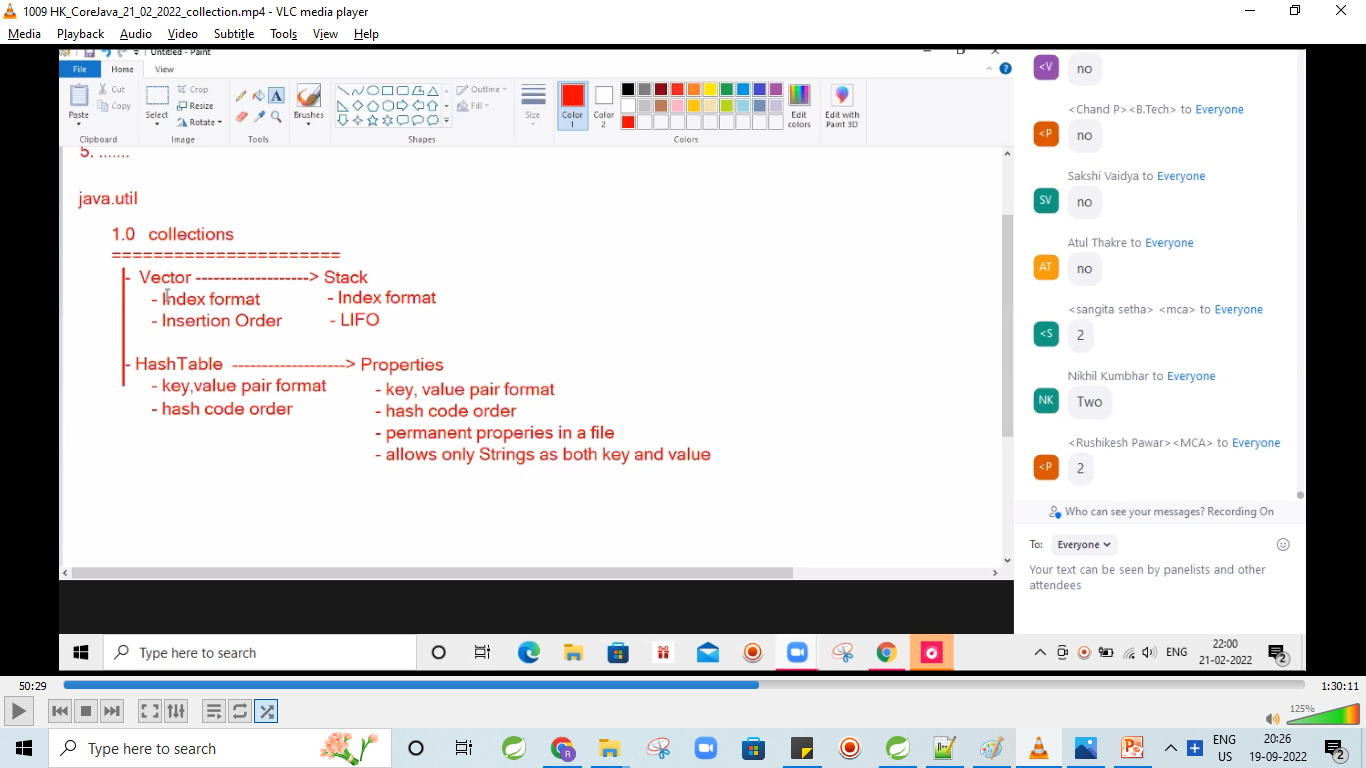 1009 HK_CoreJava_21_02_2022_collection.mp4 - VLC media player
Media Playback Audio Video Subtitle Tools View Help
Untitled - Paint
File Home View
Paste Cut Copy Select Crop Resize Rotate Brushes Outline Fill Size Color 1 Color 2 Edit colors Edit with Paint 3D
Clipboard Image Tools Shapes Colors
5. .......
java.util
1.0 collections
======================
- Vector -------------------> Stack
- Index format - Index format
- Insertion Order - LIFO
- HashTable -------------------> Properties
- key,value pair format - key, value pair format
- hash code order - hash code order
- permanent properies in a file
- allows only Strings as both key and value
<V no
<Chand P><B.Tech> to Everyone
<P no
Sakshi Vaidya to Everyone
SV no
Atul Thakre to Everyone
AT no
<sangita setha> <mca> to Everyone
<S 2
Nikhil Kumbhar to Everyone
NK Two
<Rushikesh Pawar><MCA> to Everyone
<P 2
Who can see your messages? Recording On
To: Everyone
Your text can be seen by panelists and other
attendees
Type here to search
ENG 22:00 21-02-2022 2
50:29 1:30:11
125%
Type here to search
ENG US 20:26 19-09-2022 2